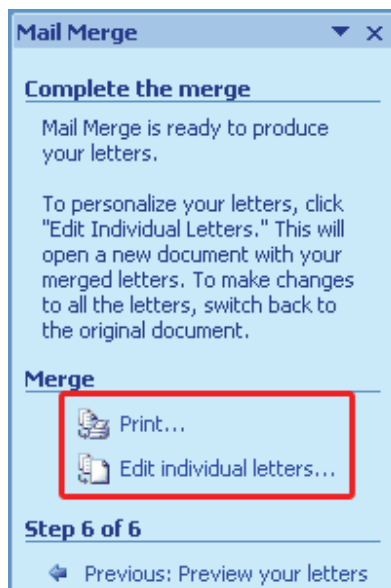 Mail Merge
Complete the merge
Mail Merge is ready to produce
your letters.
To personalize your letters, click
"Edit Individual Letters." This will
open a new document with your
merged letters. To make changes
to all the letters, switch back to
the original document.
Merge
Print...
Edit individual letters...
Step 6 of 6
Previous: Preview your letters